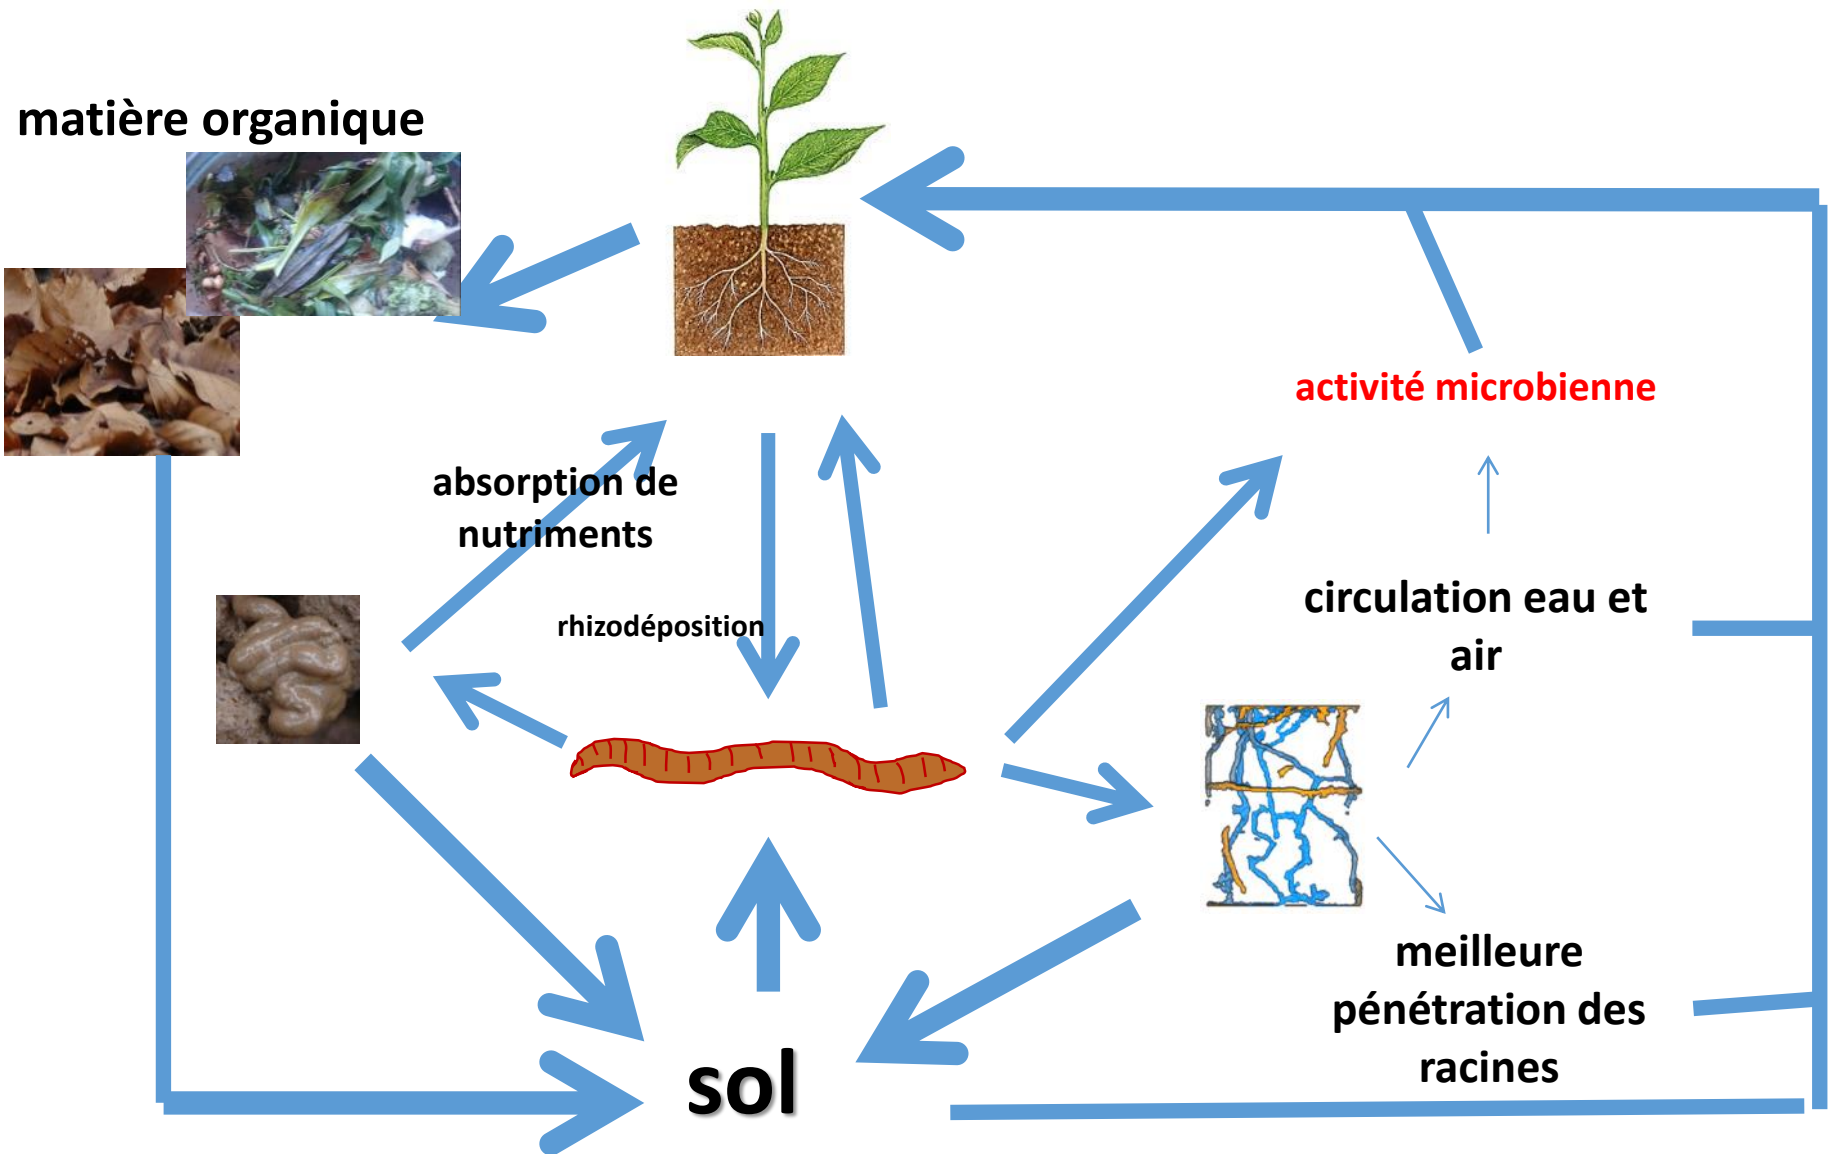 matière organique
activité microbienne
absorption de
nutriments
rhizodéposition
circulation eau et
air
meilleure
pénétration des
racines
sol